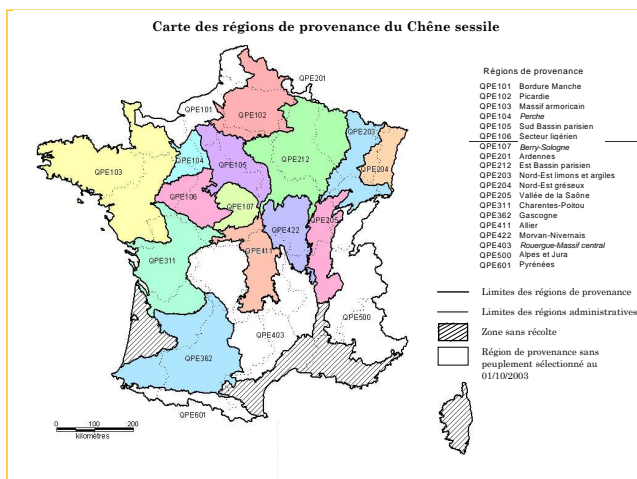 Carte des régions de provenance du Chêne sessile
QPE201
QPE101
QPE102
QPE203
QPE104
QPE105
QPE212
QPE204
QPE103
QPE106
QPE107
QPE205
QPE422
QPE411
QPE311
QPE500
QPE403
QPE362
QPE601
0 100 200
kilomètres
Régions de provenance
QPE101 Bordure Manche
QPE102 Picardie
QPE103 Massif armoricain
QPE104 Perche
QPE105 Sud Bassin parisien
QPE106 Secteur ligérien
QPE107 Berry-Sologne
QPE201 Ardennes
QPE212 Est Bassin parisien
QPE203 Nord-Est limons et argiles
QPE204 Nord-Est gréseux
QPE205 Vallée de la Saône
QPE311 Charentes-Poitou
QPE362 Gascogne
QPE411 Allier
QPE422 Morvan-Nivernais
QPE403 Rouergue-Massif central
QPE500 Alpes et Jura
QPE601 Pyrénées
Limites des régions de provenance
Limites des régions administratives
Zone sans récolte
Région de provenance sans
peuplement sélectionné au
01/10/2003